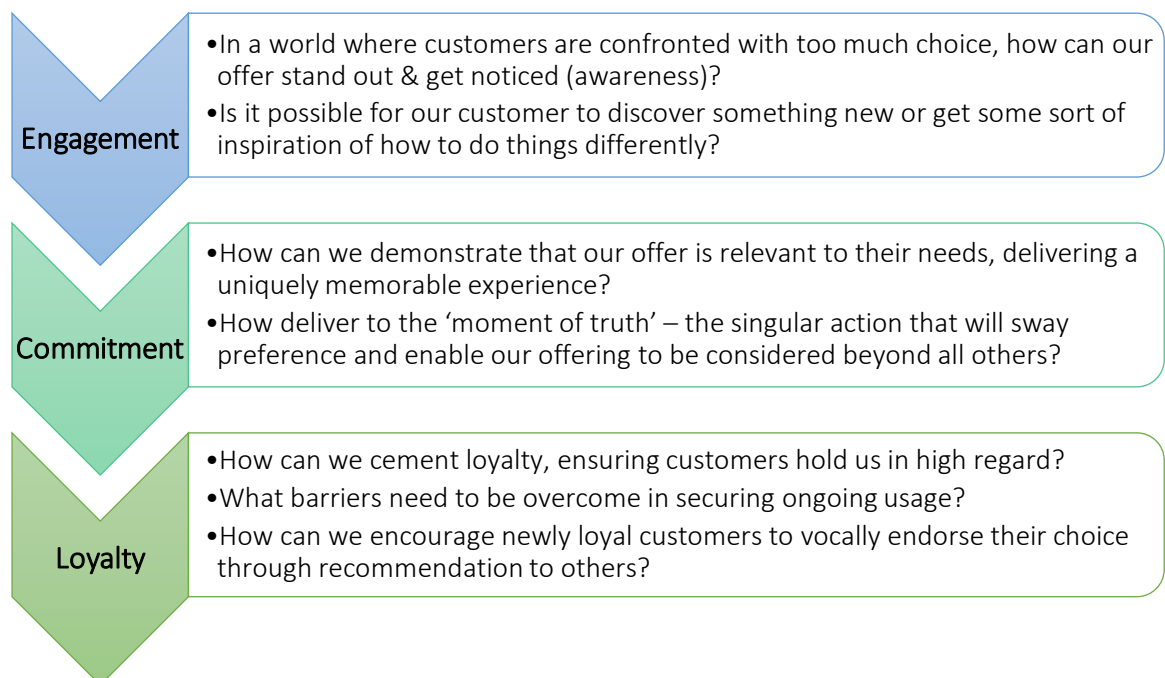 Engagement
•In a world where customers are confronted with too much choice, how can our
offer stand out & get noticed (awareness)?
•Is it possible for our customer to discover something new or get some sort of
inspiration of how to do things differently?
Commitment
•How can we demonstrate that our offer is relevant to their needs, delivering a
uniquely memorable experience?
•How deliver to the ‘moment of truth’ – the singular action that will sway
preference and enable our offering to be considered beyond all others?
Loyalty
•How can we cement loyalty, ensuring customers hold us in high regard?
•What barriers need to be overcome in securing ongoing usage?
•How can we encourage newly loyal customers to vocally endorse their choice
through recommendation to others?